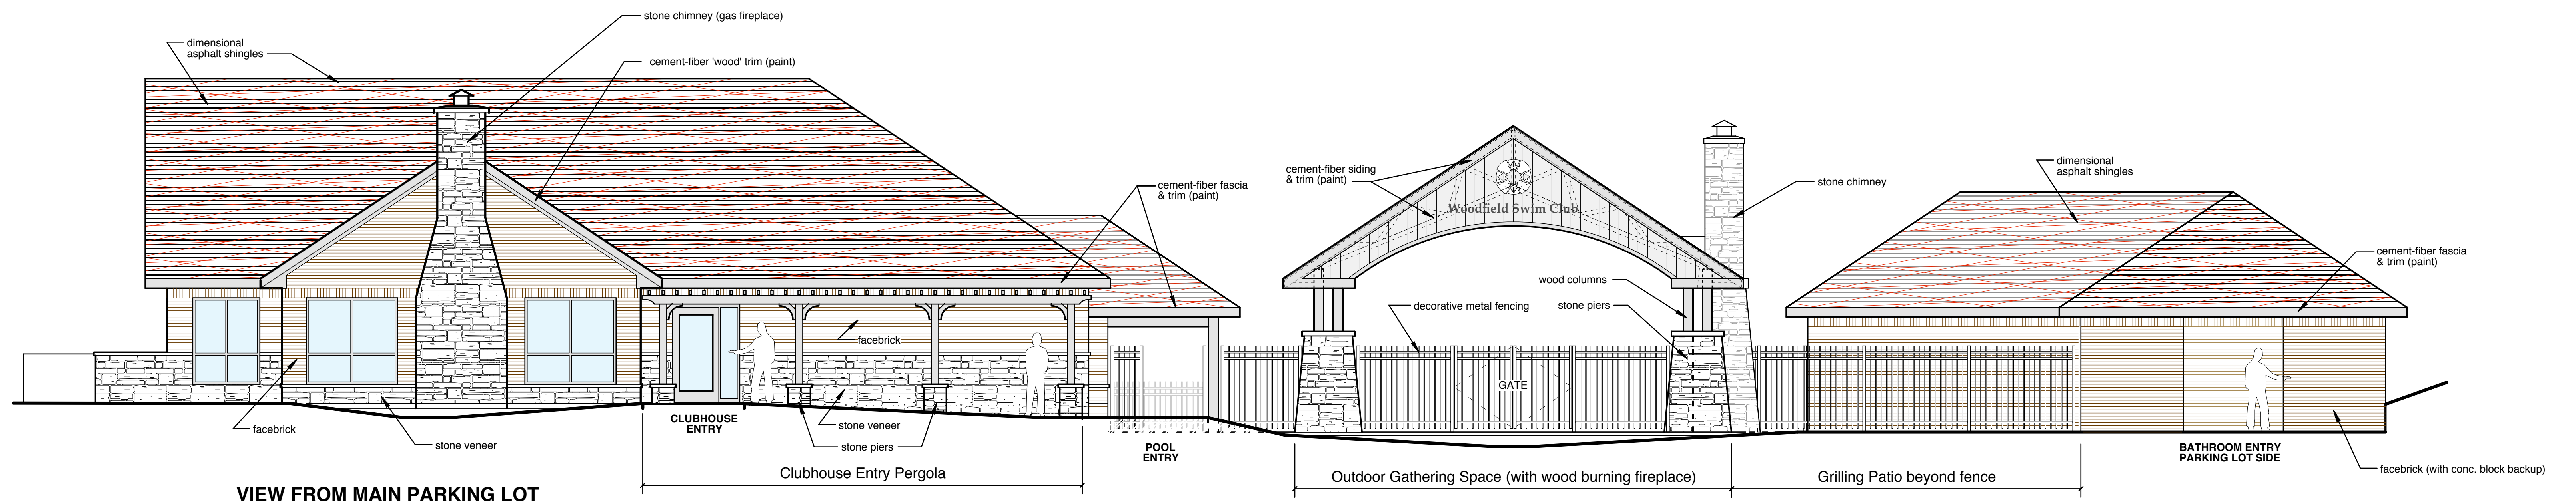 stone chimney (gas fireplace)
dimensional
asphalt shingles
cement-fiber 'wood' trim (paint)
cement-fiber fascia
& trim (paint)
cement-fiber siding
& trim (paint)
Woodfield Swim Club
stone chimney
dimensional
asphalt shingles
cement-fiber fascia
& trim (paint)
wood columns
stone piers
decorative metal fencing
facebrick
GATE
CLUBHOUSE
ENTRY
facebrick
stone veneer
stone veneer
stone piers
POOL
ENTRY
BATHROOM ENTRY
PARKING LOT SIDE
facebrick (with conc. block backup)
Clubhouse Entry Pergola
Outdoor Gathering Space (with wood burning fireplace)
Grilling Patio beyond fence
VIEW FROM MAIN PARKING LOT